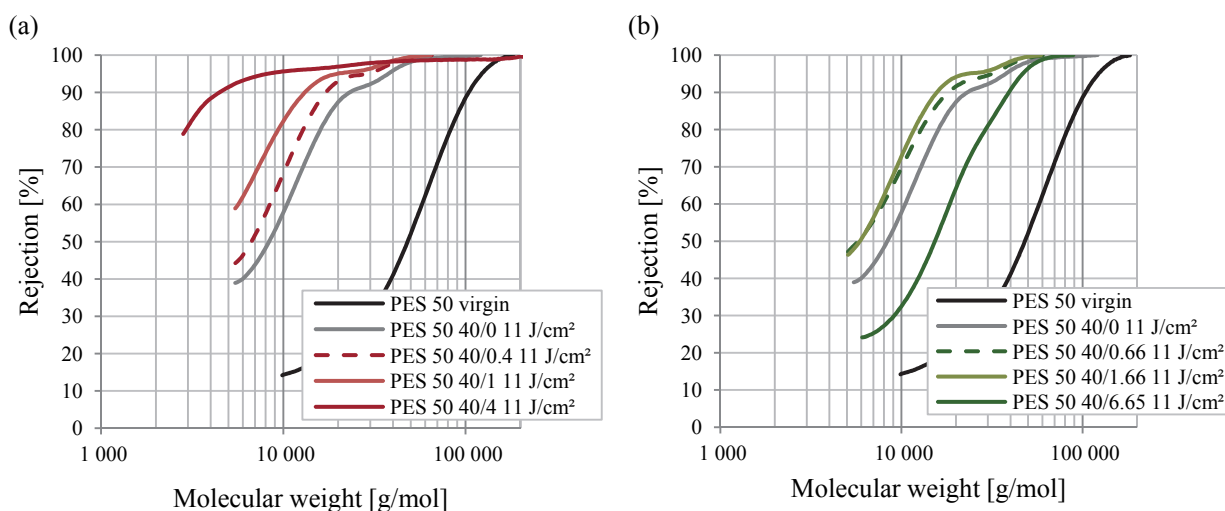 (a)
100
90
80
70
60
50
40
30
20
10
0
Rejection [%]
PES 50 virgin
PES 50 40/0 11 J/cm²
PES 50 40/0.4 11 J/cm²
PES 50 40/1 11 J/cm²
PES 50 40/4 11 J/cm²
1 000
10 000
100 000
Molecular weight [g/mol]
(b)
100
90
80
70
60
50
40
30
20
10
0
Rejection [%]
PES 50 virgin
PES 50 40/0 11 J/cm²
PES 50 40/0.66 11 J/cm²
PES 50 40/1.66 11 J/cm²
PES 50 40/6.65 11 J/cm²
1 000
10 000
100 000
Molecular weight [g/mol]